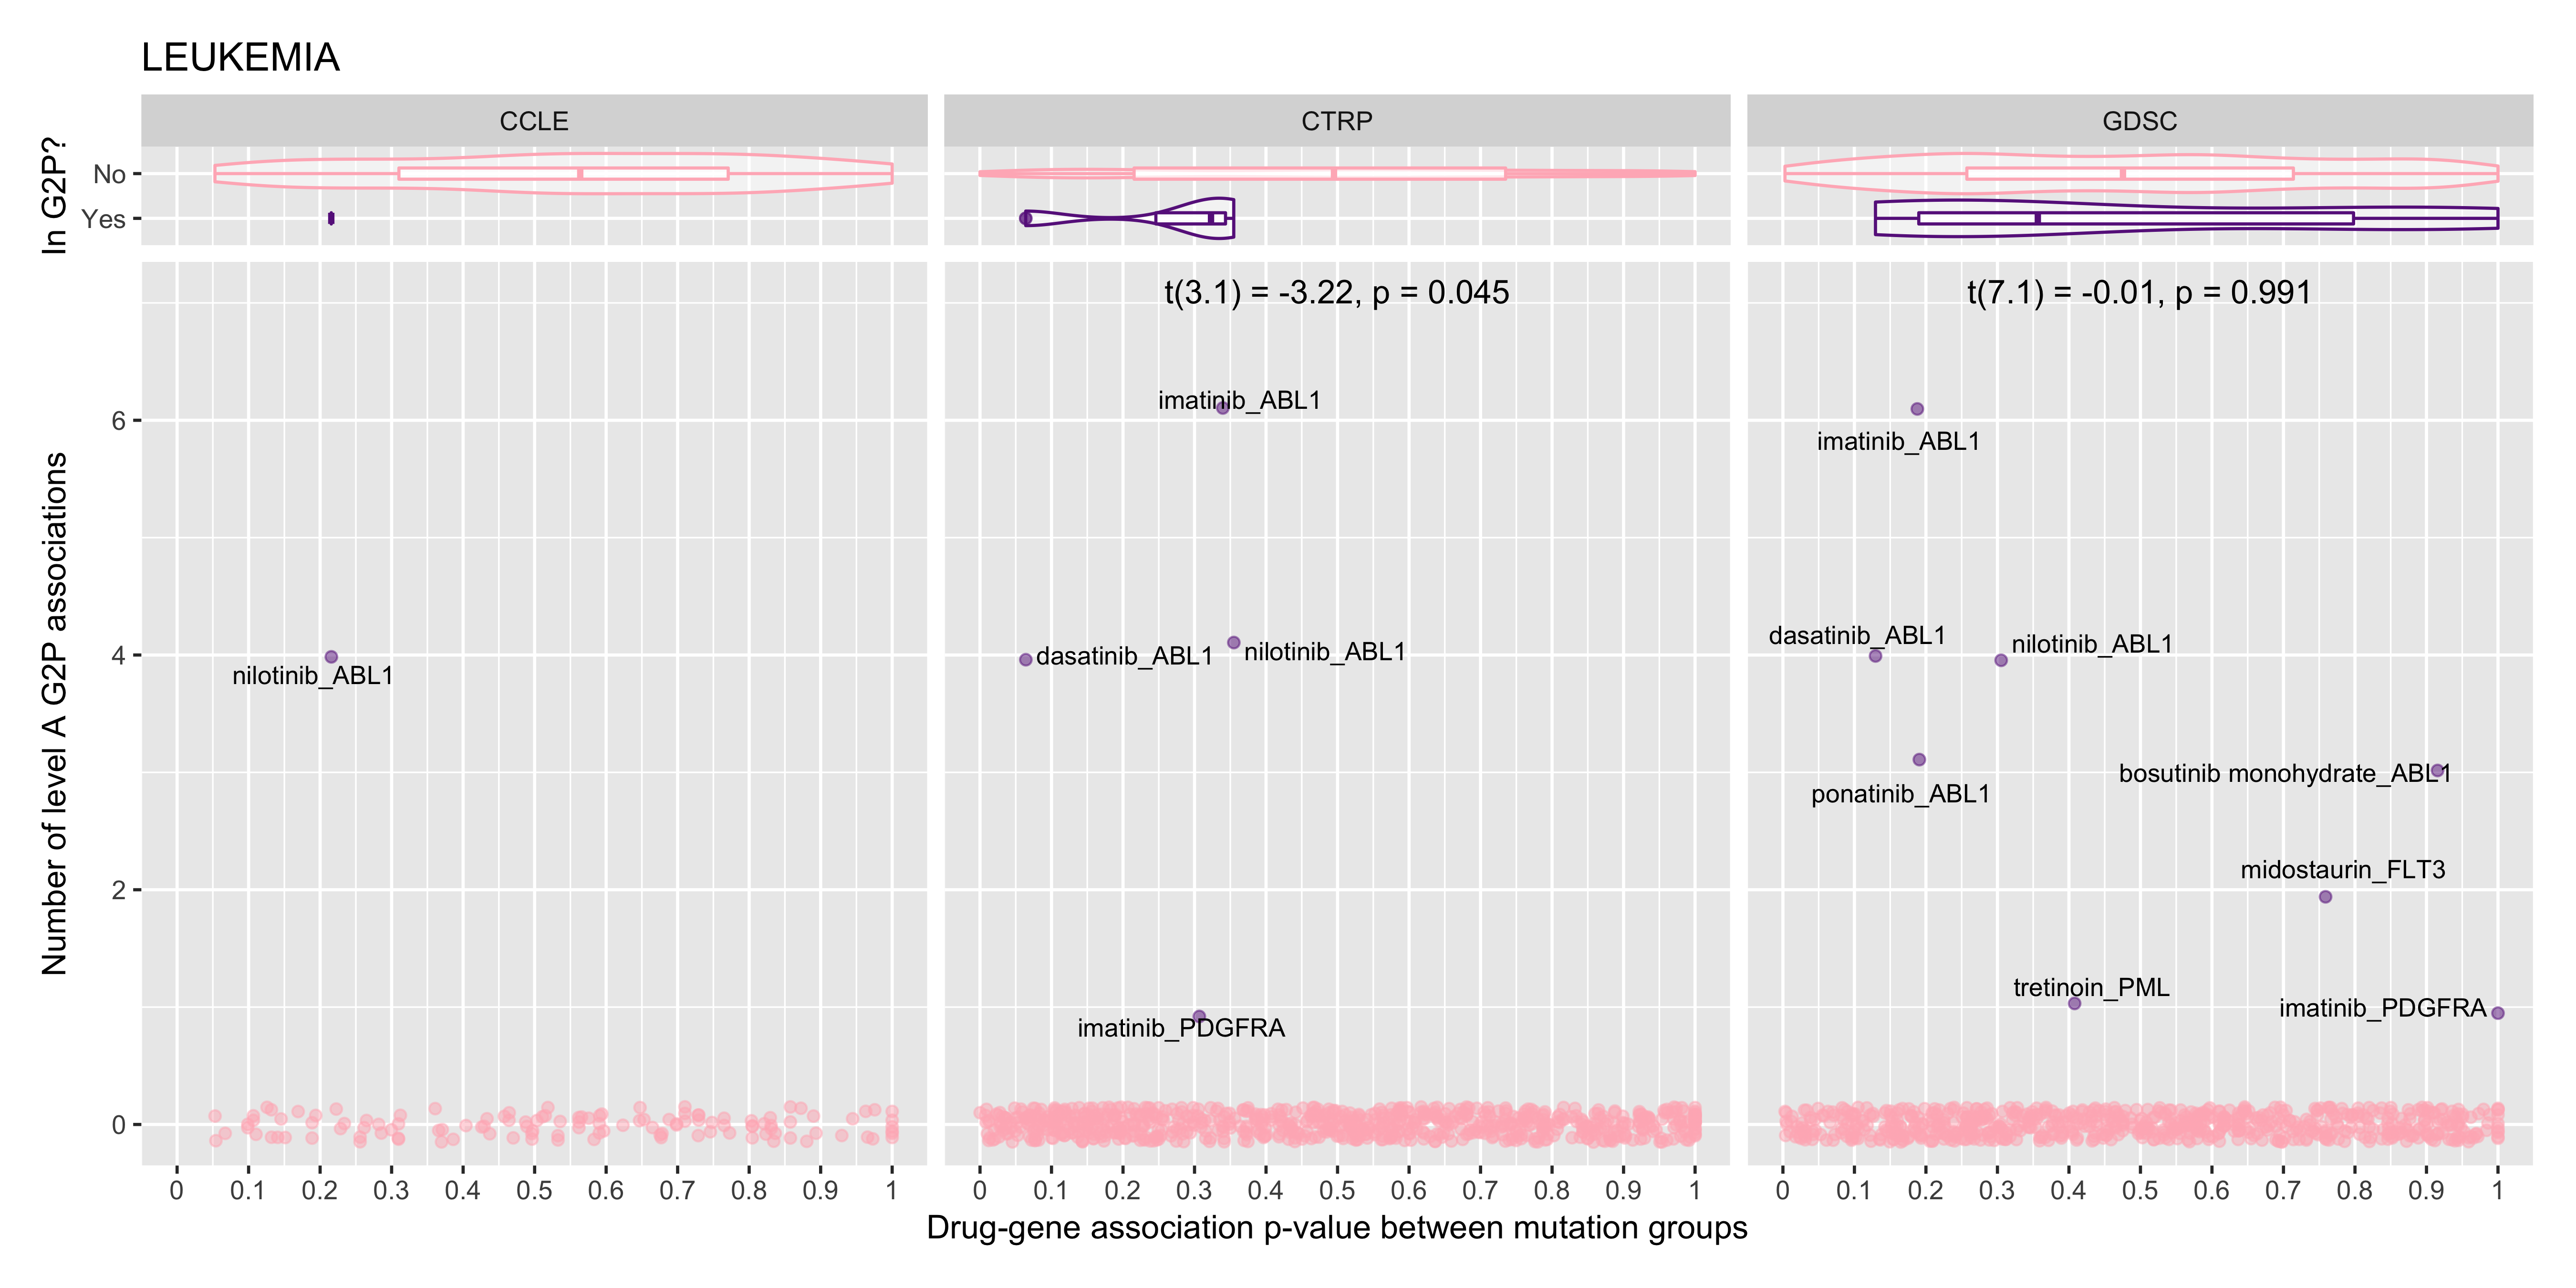 LEUKEMIA
CCLE
CTRP
GDSC
In G2P?
No
Yes
t(3.1) = -3.22, p = 0.045
t(7.1) = -0.01, p = 0.991
Number of level A G2P associations
6
4
2
0
nilotinib_ABL1
imatinib_ABL1
dasatinib_ABL1
nilotinib_ABL1
imatinib_PDGFRA
imatinib_ABL1
dasatinib_ABL1
nilotinib_ABL1
ponatinib_ABL1
bosutinib monohydrate_ABL1
midostaurin_FLT3
tretinoin_PML
imatinib_PDGFRA
0 0.1 0.2 0.3 0.4 0.5 0.6 0.7 0.8 0.9 1
0 0.1 0.2 0.3 0.4 0.5 0.6 0.7 0.8 0.9 1
0 0.1 0.2 0.3 0.4 0.5 0.6 0.7 0.8 0.9 1
Drug-gene association p-value between mutation groups